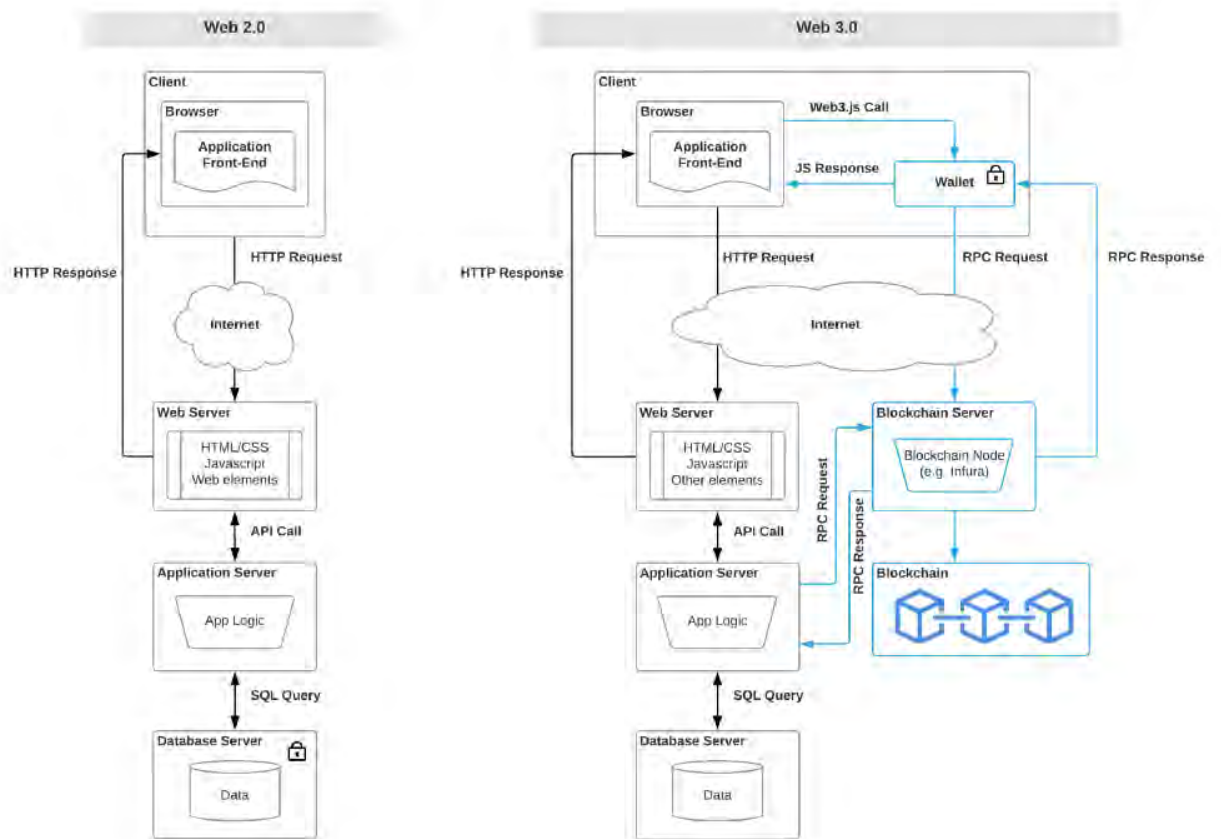 Web 2.0
Client
Browser
Application
Front-End
HTTP Request
HTTP Response
Internet
Web Server
HTML/CSS
Javascript
Web elements
API Call
Application Server
App Logic
SQL Query
Database Server
Data
Web 3.0
Client
Browser
Application
Front-End
Web3.js Call
JS Response
Wallet
HTTP Request
HTTP Response
RPC Request
RPC Response
Internet
Web Server
HTML/CSS
Javascript
Other elements
Blockchain Server
Blockchain Node
(e.g. Infura)
RPC Request
RPC Response
API Call
Application Server
App Logic
Blockchain
SQL Query
Database Server
Data